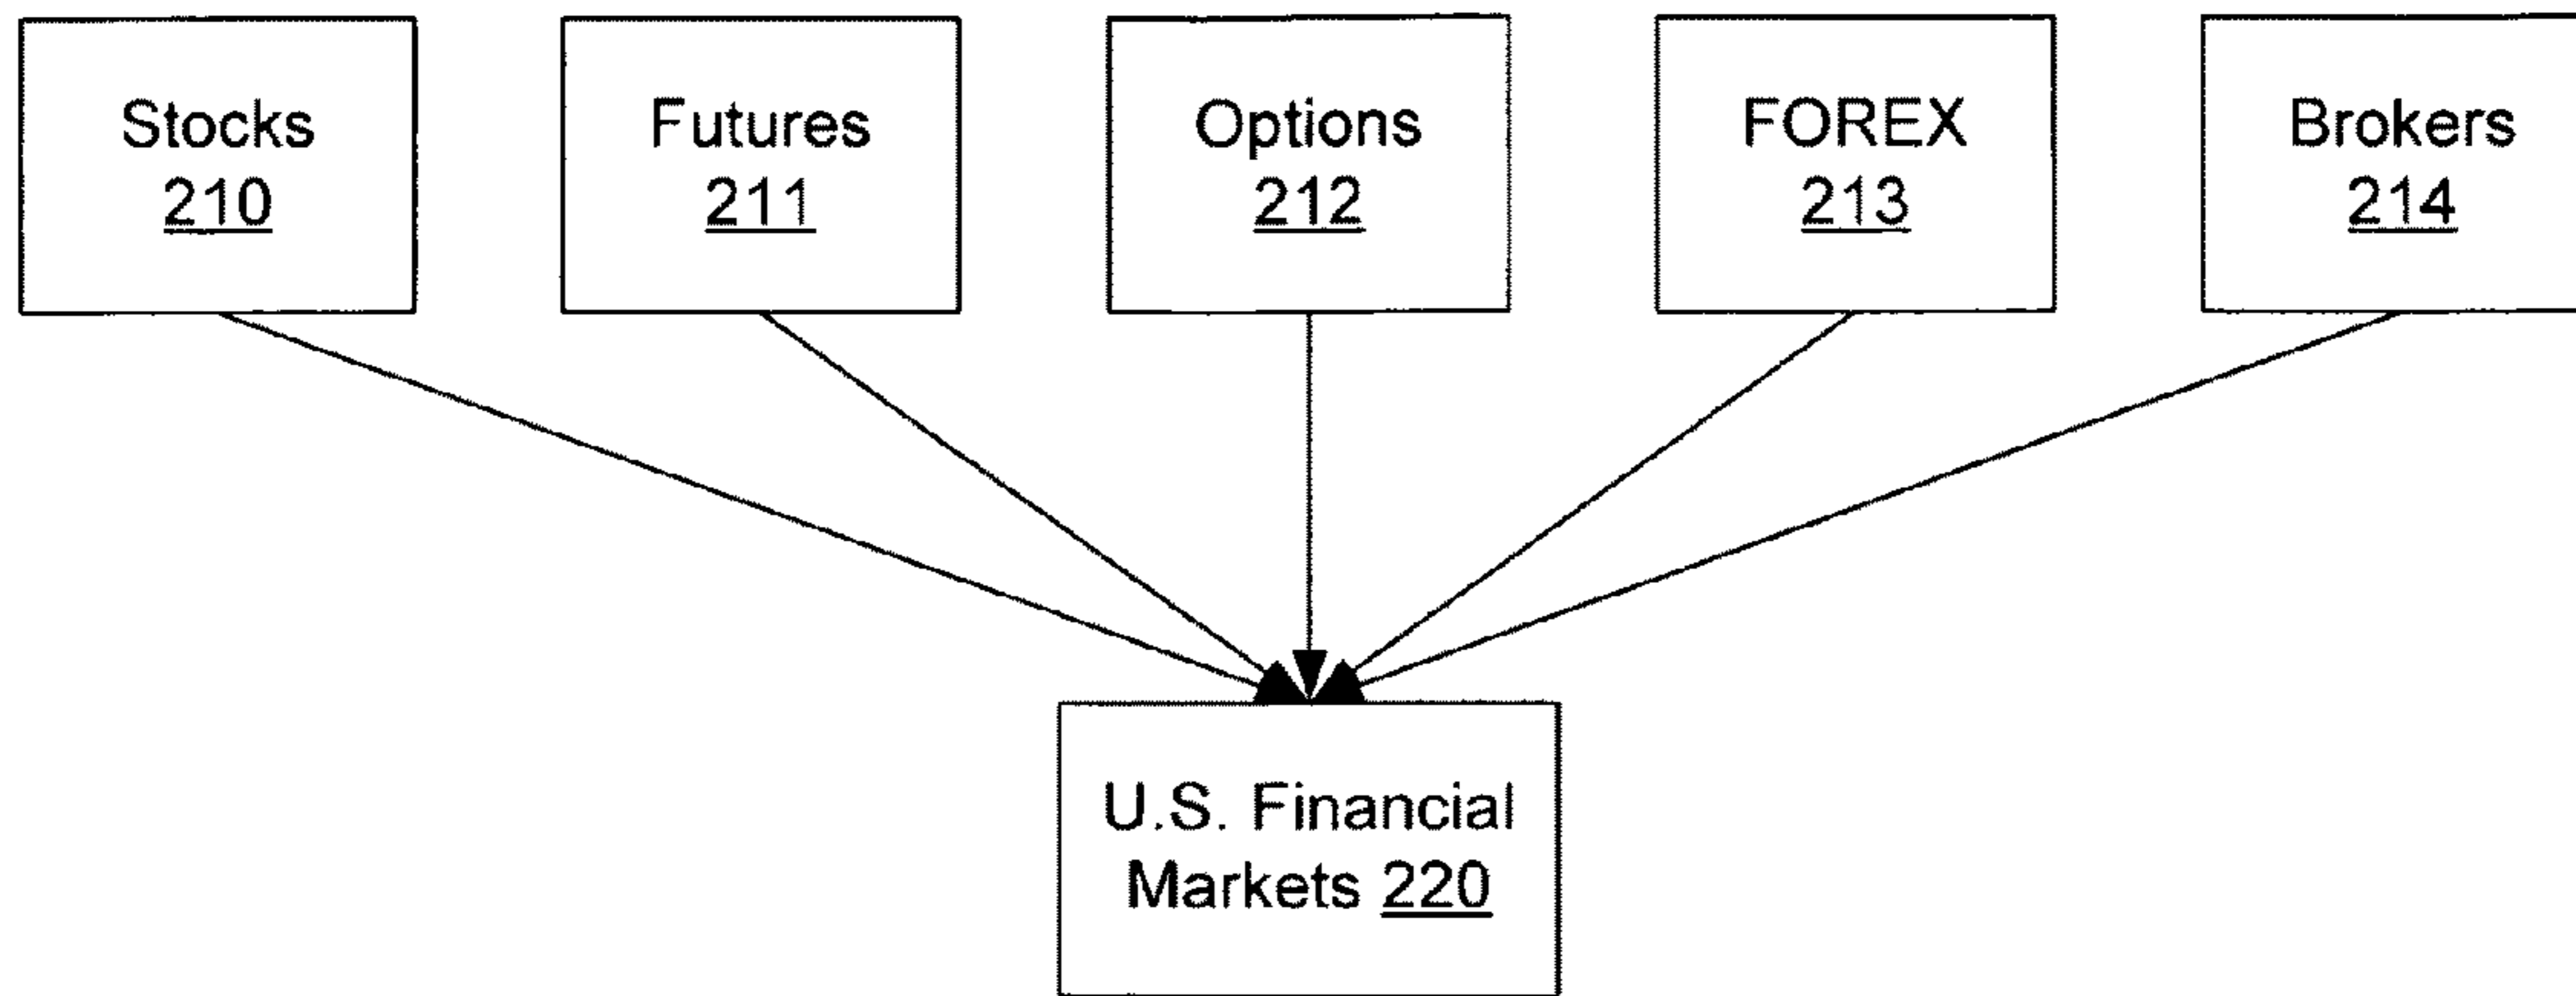 Stocks
210
Futures
211
Options
212
FOREX
213
Brokers
214
U.S. Financial
Markets 220